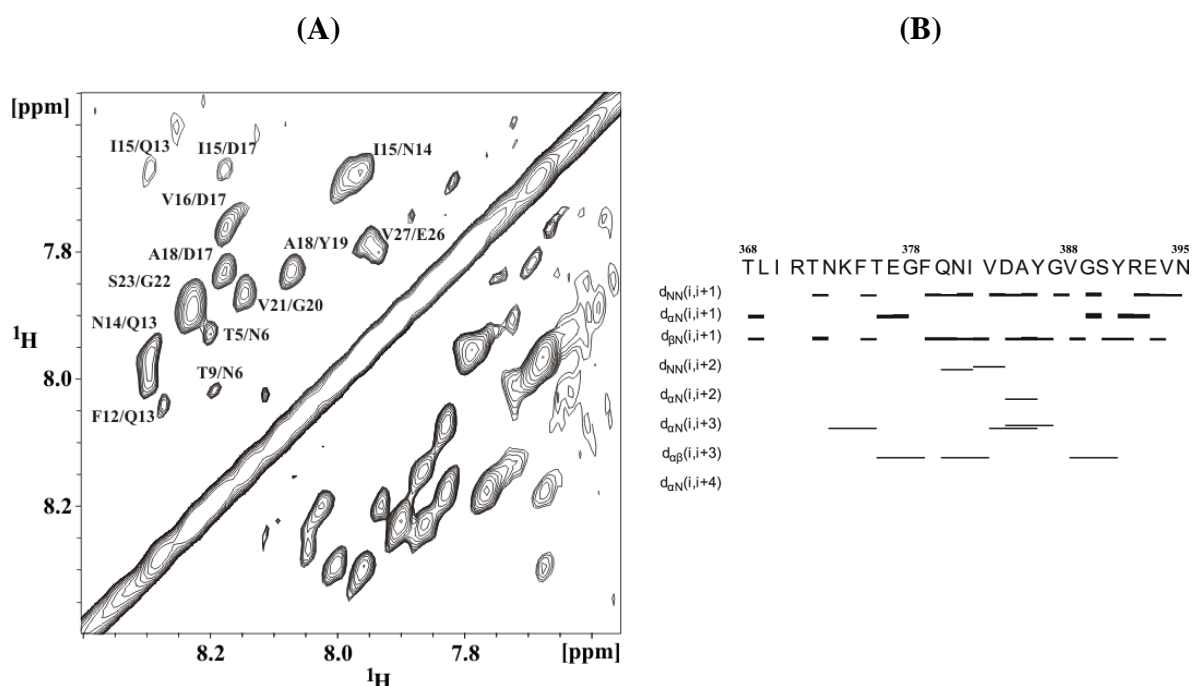 (A)
(B)
[ppm]
I15/Q13
I15/D17
I15/N14
V16/D17
V27/E26
7.8
A18/D17
A18/Y19
S23/G22
V21/G20
N14/Q13
T5/N6
¹H
T9/N6
8.0
F12/Q13
8.2
8.2
8.0
7.8
[ppm]
¹H
368
378
388
395
TLIRTNKFTEGFQNIVDAYGVGSYREVN
dNN(i,i+1)
dαN(i,i+1)
dβN(i,i+1)
dNN(i,i+2)
dαN(i,i+2)
dαN(i,i+3)
dαβ(i,i+3)
dαN(i,i+4)